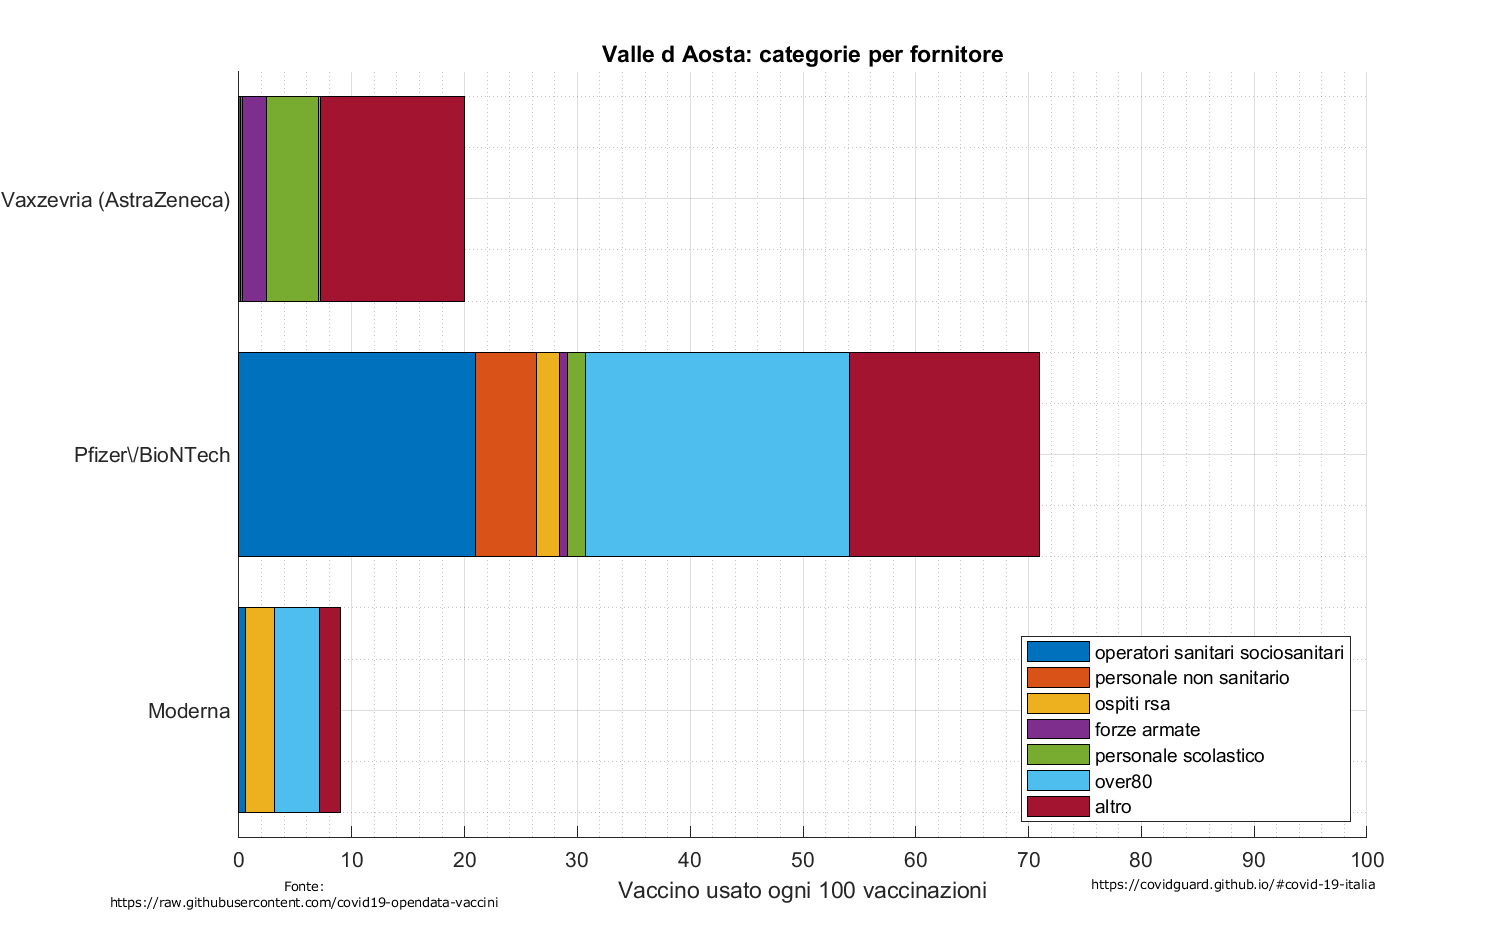 Valle d Aosta: categorie per fornitore
Vaxzevria (AstraZeneca)
Pfizer\/BioNTech
Moderna
operatori sanitari sociosanitari
personale non sanitario
ospiti rsa
forze armate
personale scolastico
over80
altro
0 10 20 30 40 50 60 70 80 90 100
Vaccino usato ogni 100 vaccinazioni
Fonte:
https://raw.githubusercontent.com/covid19-opendata-vaccini
https://covidguard.github.io/#covid-19-italia